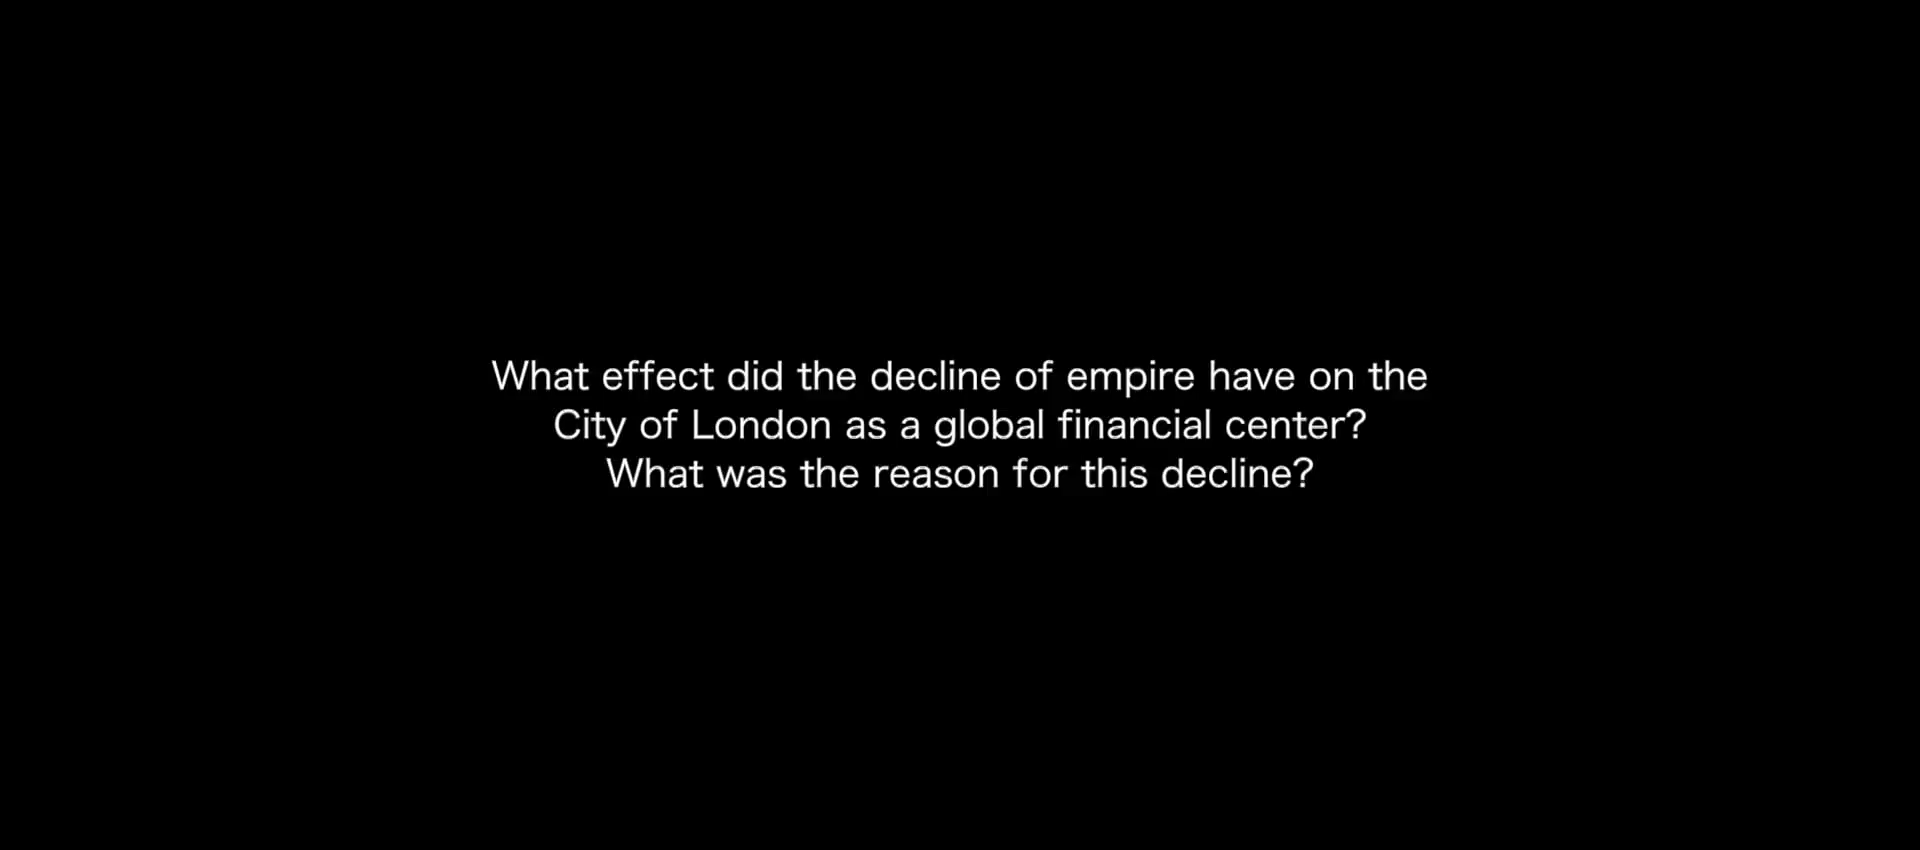 What effect did the decline of empire have on the
City of London as a global financial center?
What was the reason for this decline?